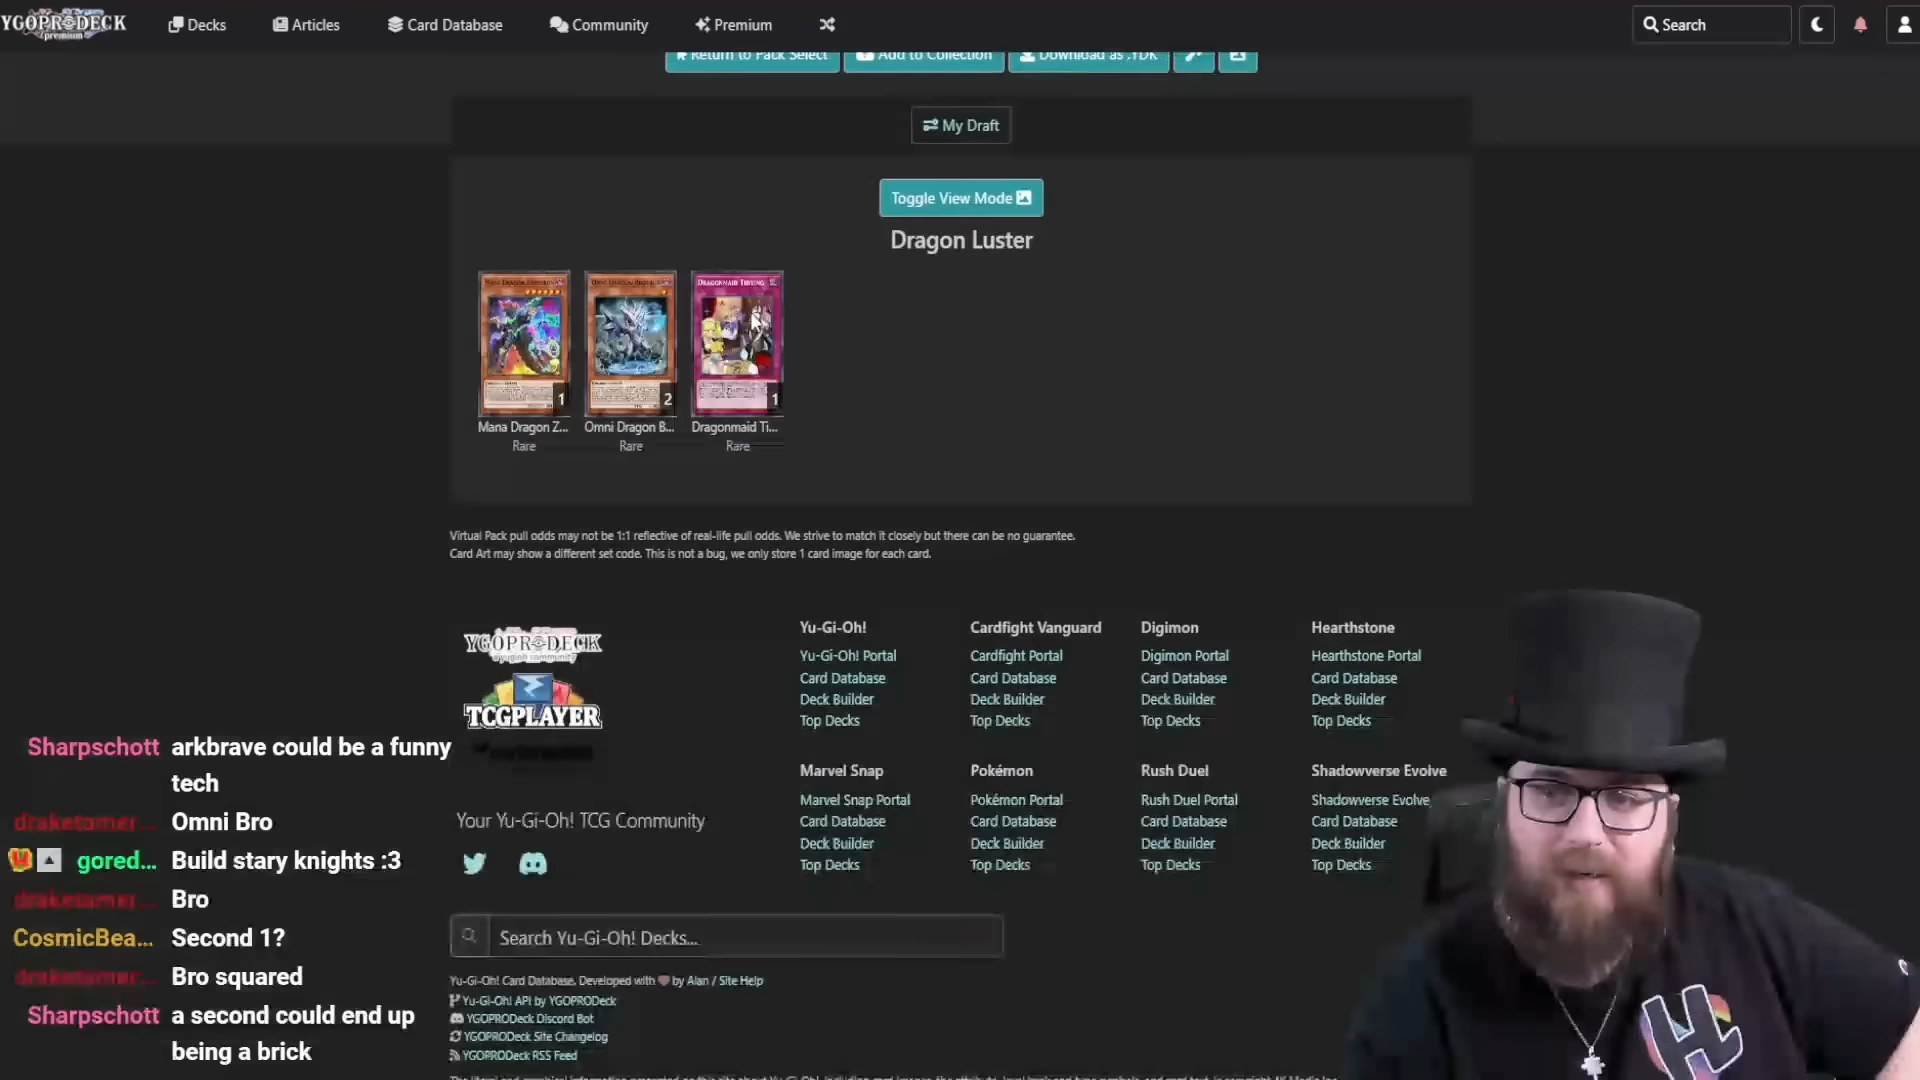 YGOPRODECK
premium
Decks
Articles
Card Database
Community
Premium
Search
Return to Pack Select
Add to Collection
Download as .YDK
My Draft
Toggle View Mode
Dragon Luster
DRAGONMAID TIDYING
1
2
1
Mana Dragon Z...
Omni Dragon B...
Dragonmaid Ti...
Rare
Rare
Rare
Virtual Pack pull odds may not be 1:1 reflective of real-life pull odds. We strive to match it closely but there can be no guarantee.
Card Art may show a different set code. This is not a bug, we only store 1 card image for each card.
YGOPRODECK
TCGPLAYER
Your Yu-Gi-Oh! TCG Community
Yu-Gi-Oh!
Yu-Gi-Oh! Portal
Card Database
Deck Builder
Top Decks
Cardfight Vanguard
Cardfight Portal
Card Database
Deck Builder
Top Decks
Digimon
Digimon Portal
Card Database
Deck Builder
Top Decks
Hearthstone
Hearthstone Portal
Card Database
Deck Builder
Top Decks
Marvel Snap
Marvel Snap Portal
Card Database
Deck Builder
Top Decks
Pokémon
Pokémon Portal
Card Database
Deck Builder
Top Decks
Rush Duel
Rush Duel Portal
Card Database
Deck Builder
Top Decks
Shadowverse Evolve
Shadowverse Evolve
Card Database
Deck Builder
Top Decks
Search Yu-Gi-Oh! Decks...
Yu-Gi-Oh! Card Database, Developed with by Alan / Site Help
Yu-Gi-Oh! API by YGOPRODeck
YGOPRODeck Discord Bot
YGOPRODeck Site Changelog
YGOPRODeck RSS Feed
Sharpschott arkbrave could be a funny
tech
draketamer... Omni Bro
gored... Build stary knights :3
draketamer... Bro
CosmicBea... Second 1?
draketamer... Bro squared
Sharpschott a second could end up
being a brick
H